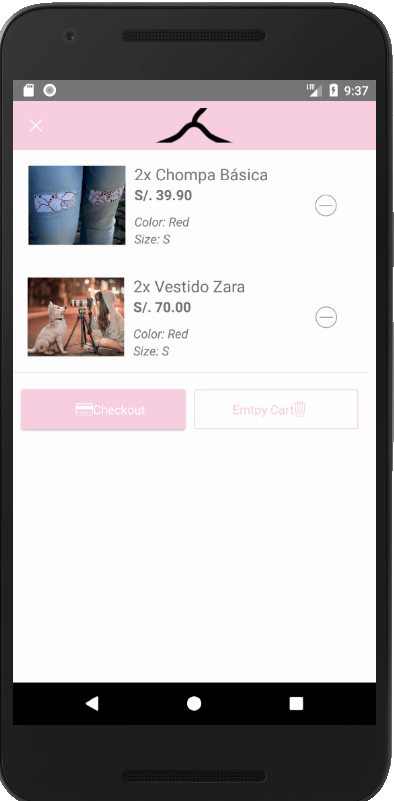 LTE 9:37
2x Chompa Básica
S/. 39.90
Color: Red
Size: S
2x Vestido Zara
S/. 70.00
Color: Red
Size: S
Checkout
Emtpy Cart